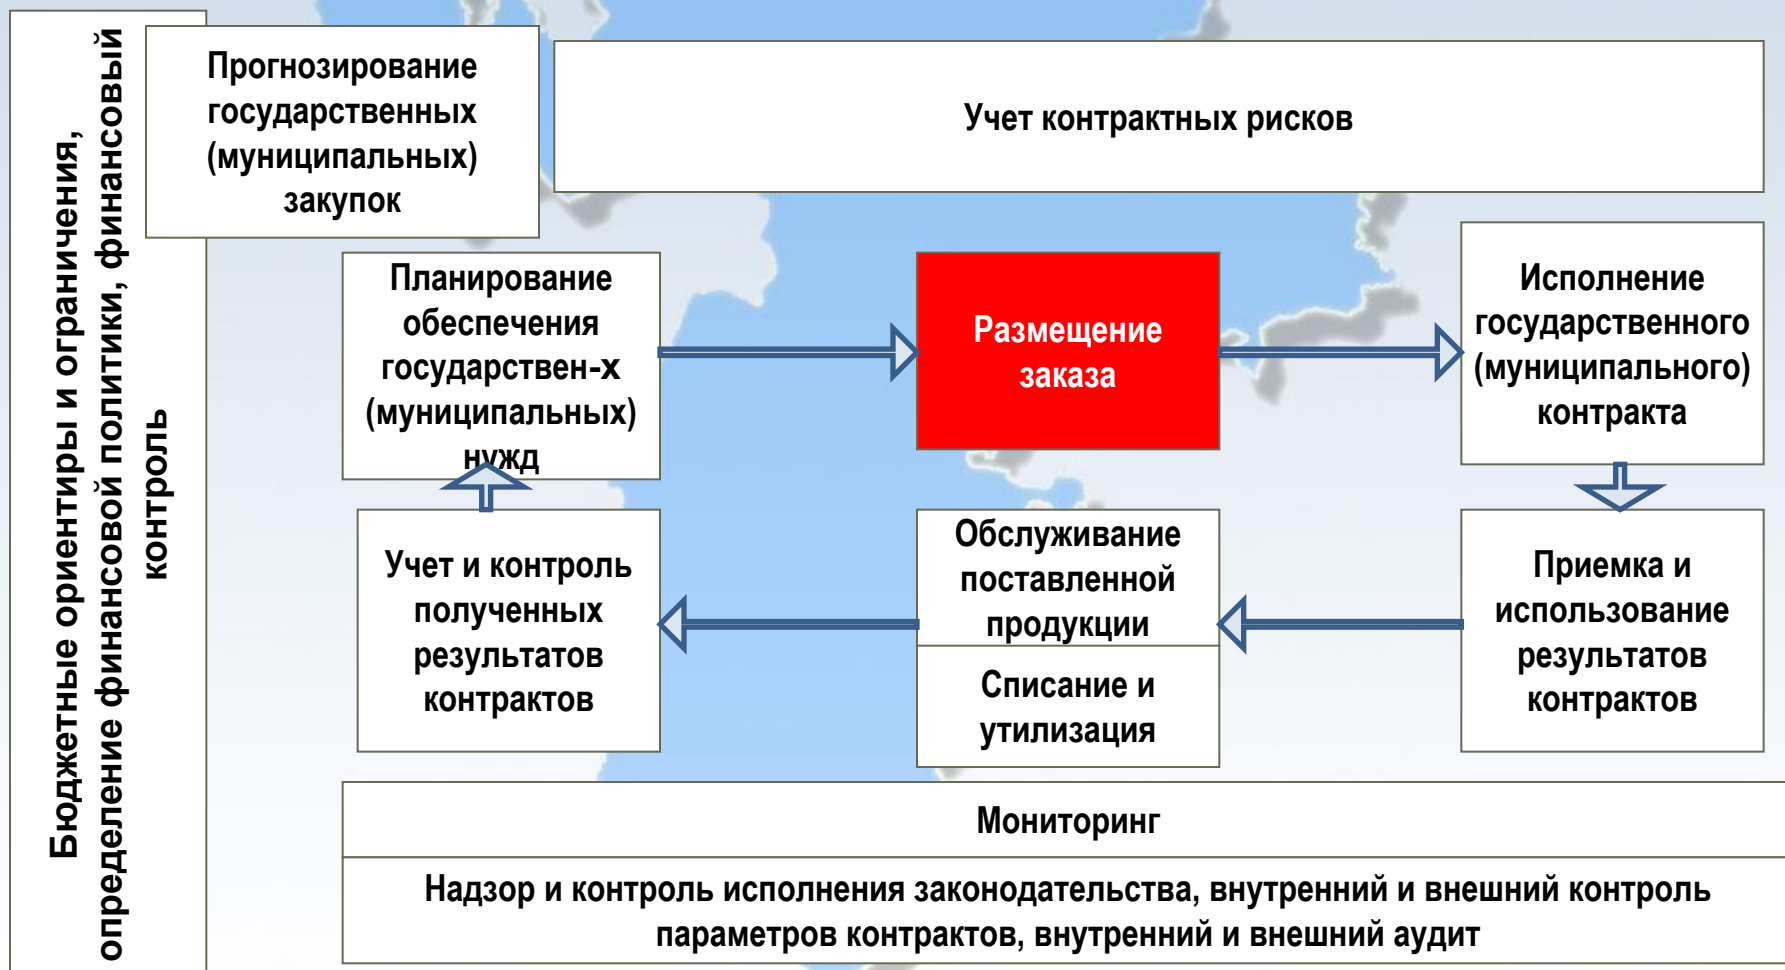 Бюджетные ориентиры и ограничения,
определение финансовой политики, финансовый
контроль
Прогнозирование
государственных
(муниципальных)
закупок
Учет контрактных рисков
Планирование
обеспечения
государствен-х
(муниципальных)
нужд
Размещение
заказа
Исполнение
государственного
(муниципального)
контракта
Учет и контроль
полученных
результатов
контрактов
Обслуживание
поставленной
продукции
Списание и
утилизация
Приемка и
использование
результатов
контрактов
Мониторинг
Надзор и контроль исполнения законодательства, внутренний и внешний контроль
параметров контрактов, внутренний и внешний аудит